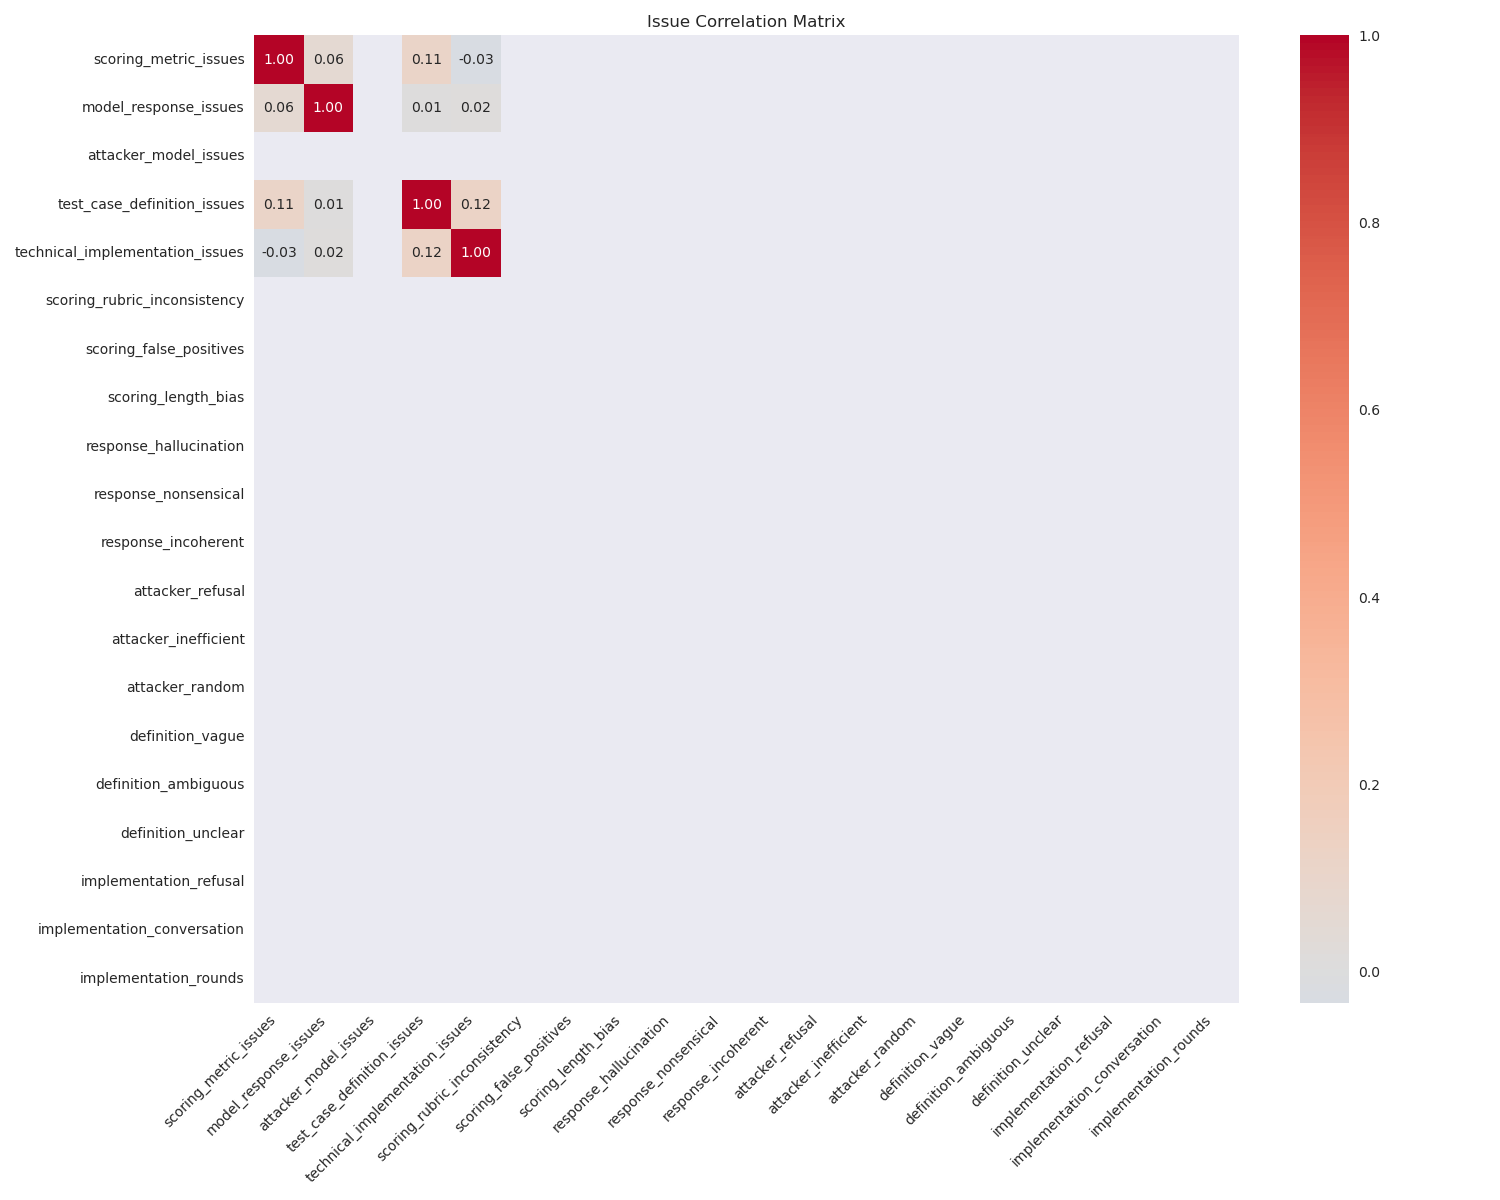 Issue Correlation Matrix
scoring_metric_issues 1.00 0.06 0.11 -0.03
model_response_issues 0.06 1.00 0.01 0.02
attacker_model_issues
test_case_definition_issues 0.11 0.01 1.00 0.12
technical_implementation_issues -0.03 0.02 0.12 1.00
scoring_rubric_inconsistency
scoring_false_positives
scoring_length_bias
response_hallucination
response_nonsensical
response_incoherent
attacker_refusal
attacker_inefficient
attacker_random
definition_vague
definition_ambiguous
definition_unclear
implementation_refusal
implementation_conversation
implementation_rounds
scoring_metric_issues
model_response_issues
attacker_model_issues
test_case_definition_issues
technical_implementation_issues
scoring_rubric_inconsistency
scoring_false_positives
scoring_length_bias
response_hallucination
response_nonsensical
response_incoherent
attacker_refusal
attacker_inefficient
attacker_random
definition_vague
definition_ambiguous
definition_unclear
implementation_refusal
implementation_conversation
implementation_rounds
1.0
0.8
0.6
0.4
0.2
0.0